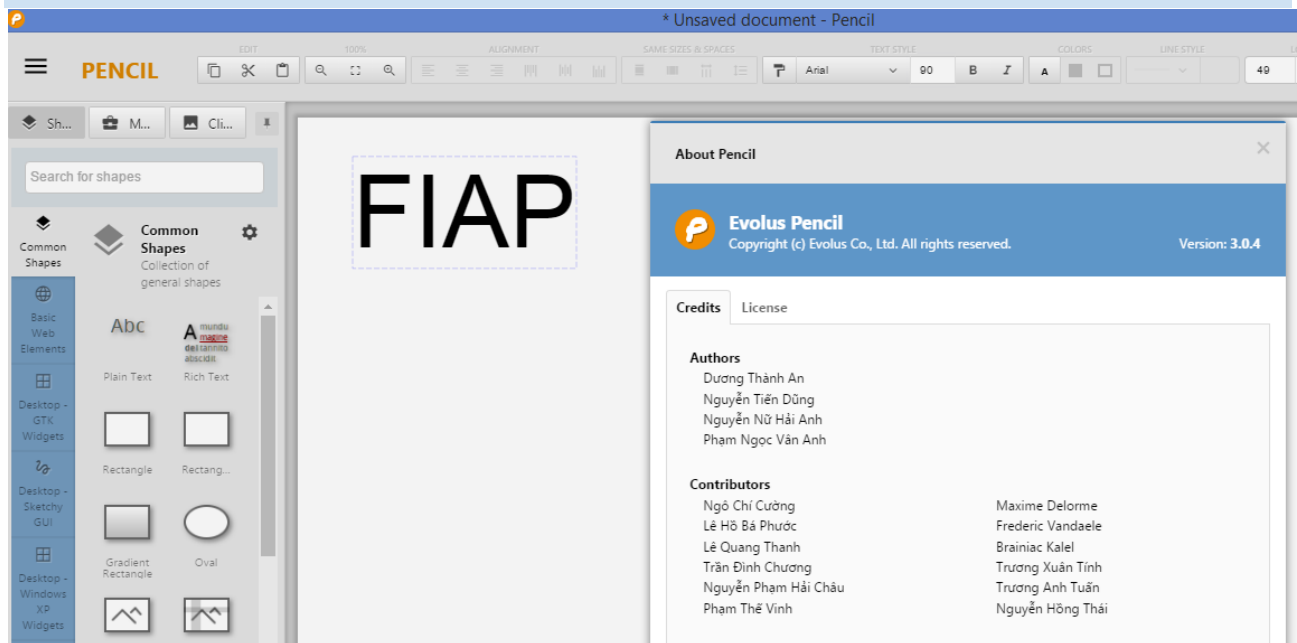 * Unsaved document - Pencil
EDIT
100%
ALIGNMENT
SAME SIZES & SPACES
TEXT STYLE
COLORS
LINE STYLE
PENCIL
Arial
90
B
I
A
49
Sh...
M...
Cli...
Search for shapes
Common
Shapes
Basic
Web
Elements
Desktop -
GTK
Widgets
Desktop -
Sketchy
GUI
Desktop -
Windows
XP
Widgets
Common
Shapes
Collection of
general shapes
Abc
A mundu
magine
del sannito
abscidit
Plain Text
Rich Text
Rectangle
Rectang...
Gradient
Rectangle
Oval
FIAP
About Pencil
Evolus Pencil
Copyright (c) Evolus Co., Ltd. All rights reserved.
Version: 3.0.4
Credits
License
Authors
Dương Thành An
Nguyễn Tiến Dũng
Nguyễn Nữ Hải Anh
Phạm Ngọc Vân Anh
Contributors
Ngô Chí Cường
Lê Hồ Bá Phước
Lê Quang Thanh
Trần Đình Chương
Nguyễn Phạm Hải Châu
Phạm Thế Vinh
Maxime Delorme
Frederic Vandaele
Brainiac Kalel
Trương Xuân Tính
Trương Anh Tuấn
Nguyễn Hồng Thái